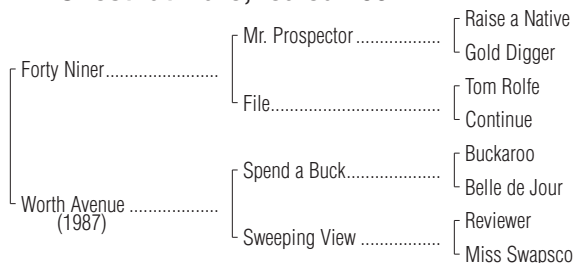 Raise a Native
Mr. Prospector ...................
Gold Digger
Forty Niner.........................
Tom Rolfe
File......................................
Continue
Buckaroo
Spend a Buck.....................
Belle de Jour
Worth Avenue ....................
(1987)
Reviewer
Sweeping View ..................
Miss Swapsco